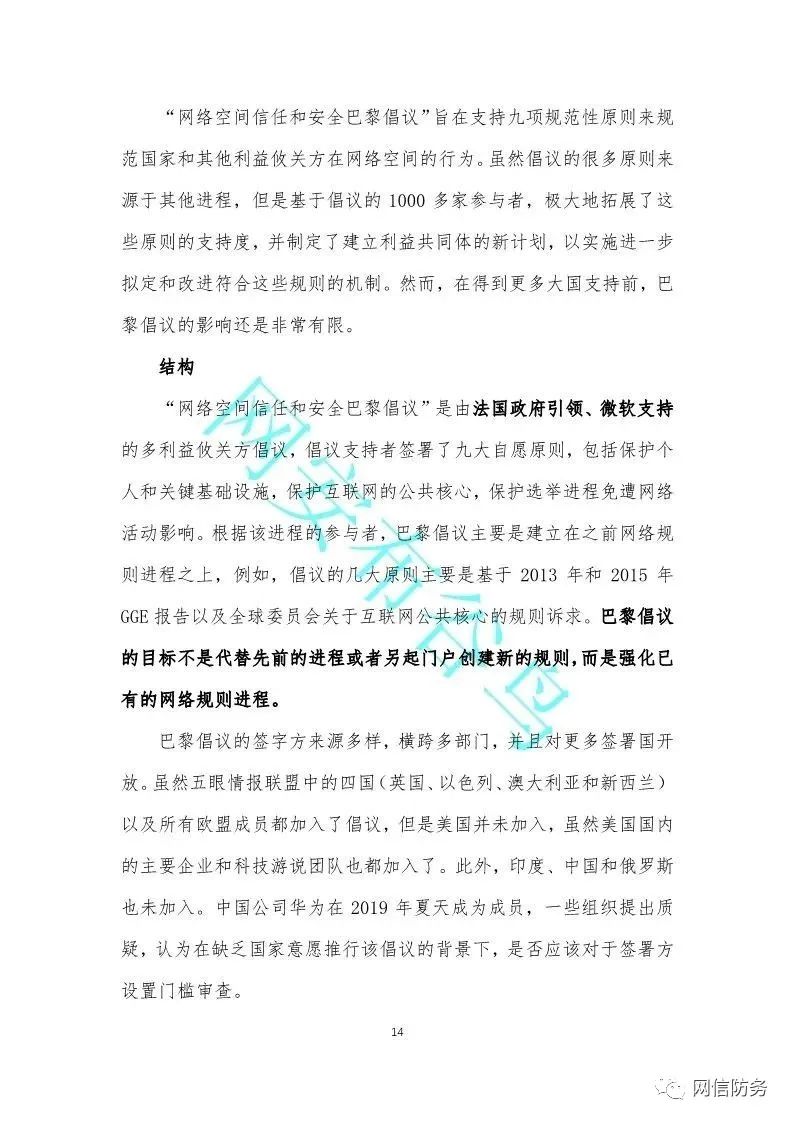 “网络空间信任和安全巴黎倡议”旨在支持九项规范性原则来规
范国家和其他利益攸关方在网络空间的行为。虽然倡议的很多原则来
源于其他进程，但是基于倡议的 1000 多家参与者，极大地拓展了这
些原则的支持度，并制定了建立利益共同体的新计划，以实施进一步
拟定和改进符合这些规则的机制。然而，在得到更多大国支持前，巴
黎倡议的影响还是非常有限。
结构
“网络空间信任和安全巴黎倡议”是由法国政府引领、微软支持
的多利益攸关方倡议，倡议支持者签署了九大自愿原则，包括保护个
人和关键基础设施，保护互联网的公共核心，保护选举进程免遭网络
活动影响。根据该进程的参与者，巴黎倡议主要是建立在之前网络规
则进程之上，例如，倡议的几大原则主要是基于 2013 年和 2015 年
GGE 报告以及全球委员会关于互联网公共核心的规则诉求。巴黎倡议
的目标不是代替先前的进程或者另起门户创建新的规则，而是强化已
有的网络规则进程。
巴黎倡议的签字方来源多样，横跨多部门，并且对更多签署国开
放。虽然五眼情报联盟中的四国（英国、以色列、澳大利亚和新西兰）
以及所有欧盟成员都加入了倡议，但是美国并未加入，虽然美国国内
的主要企业和科技游说团队也都加入了。此外，印度、中国和俄罗斯
也未加入。中国公司华为在 2019 年夏天成为成员，一些组织提出质
疑，认为在缺乏国家意愿推行该倡议的背景下，是否应该对于签署方
设置门槛审查。
网安布谷鸟
14
网信防务